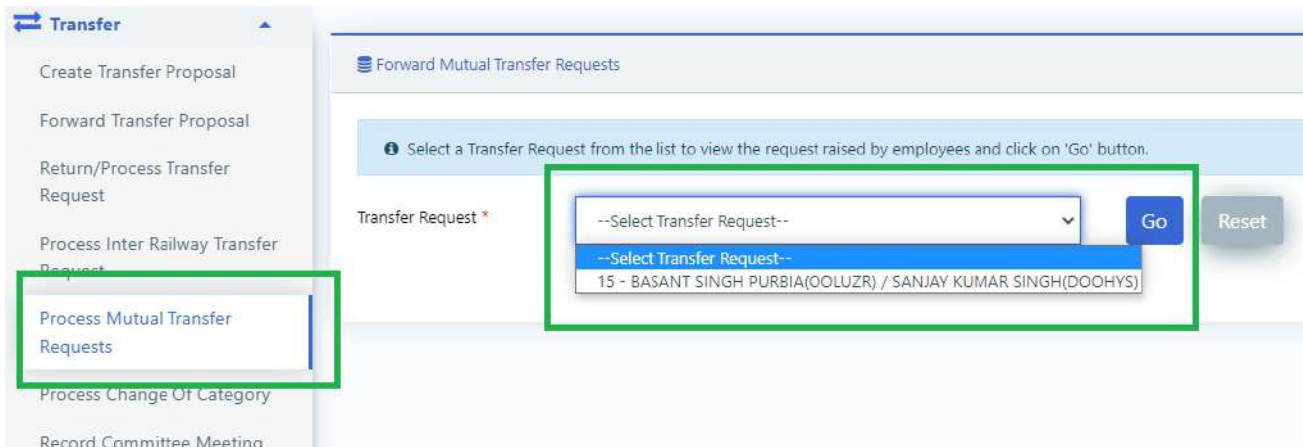 Transfer
Create Transfer Proposal
Forward Transfer Proposal
Return/Process Transfer
Request
Process Inter Railway Transfer
Request
Process Mutual Transfer
Requests
Process Change Of Category
Record Committee Meeting
Forward Mutual Transfer Requests
Select a Transfer Request from the list to view the request raised by employees and click on 'Go' button.
Transfer Request *
--Select Transfer Request--
Go
Reset
--Select Transfer Request--
15 - BASANT SINGH PURBIA(OOLUZR) / SANJAY KUMAR SINGH(DOOHYS)